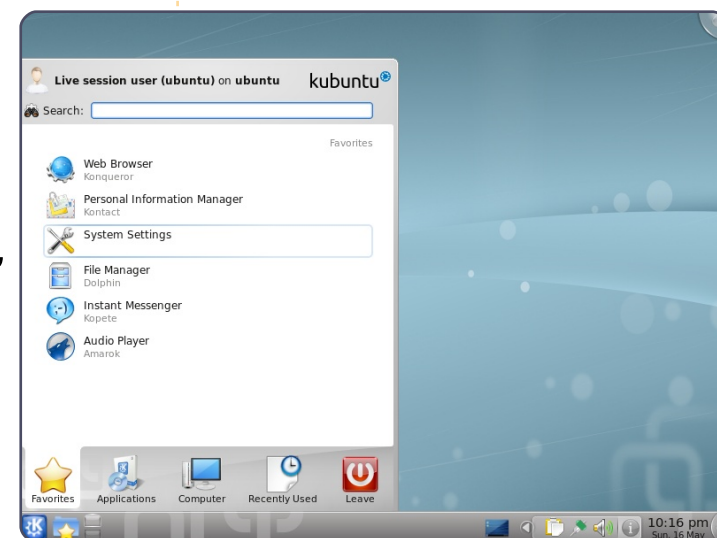 Live session user (ubuntu) on ubuntu
kubuntu
Search:
Favorites
Web Browser
Konqueror
Personal Information Manager
Kontact
System Settings
File Manager
Dolphin
Instant Messenger
Kopete
Audio Player
Amarok
Favorites
Applications
Computer
Recently Used
Leave
10:16 pm
Sun, 16 May